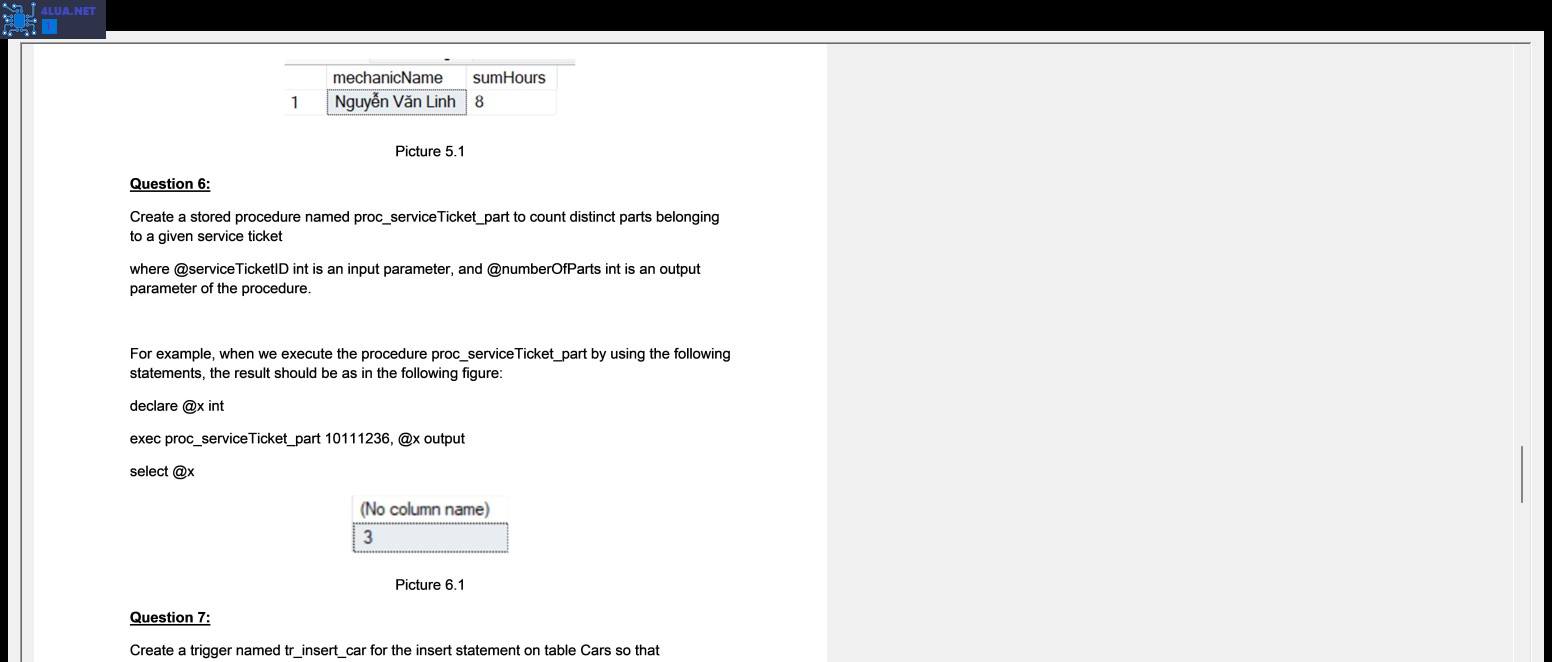 4LUA.NET
mechanicName sumHours
1 Nguyễn Văn Linh 8
Picture 5.1
Question 6:
Create a stored procedure named proc_serviceTicket_part to count distinct parts belonging
to a given service ticket
where @serviceTicketID int is an input parameter, and @numberOfParts int is an output
parameter of the procedure.
For example, when we execute the procedure proc_serviceTicket_part by using the following
statements, the result should be as in the following figure:
declare @x int
exec proc_serviceTicket_part 10111236, @x output
select @x
(No column name)
3
Picture 6.1
Question 7:
Create a trigger named tr_insert_car for the insert statement on table Cars so that